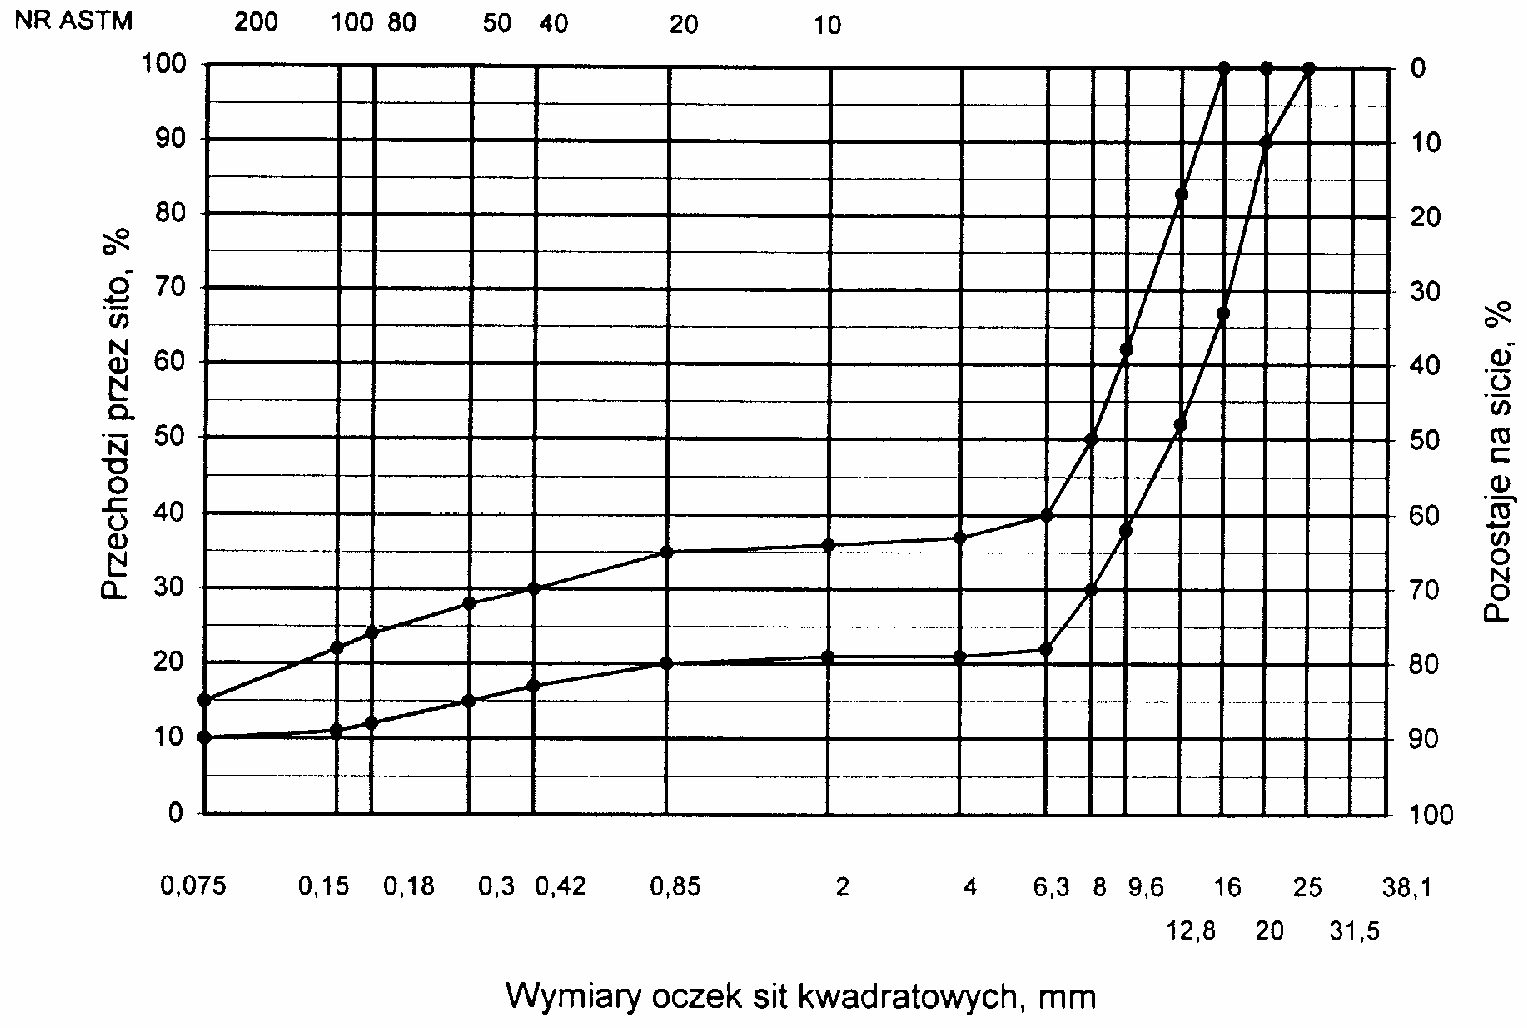 NR ASTM 200 100 80 50 40 20 10
100 0
90 10
80 20
70 30
60 40
50 50
40 60
30 70
20 80
10 90
0 100
Przechodzi przez sito, %
Pozostaje na sicie, %
0,075 0,15 0,18 0,3 0,42 0,85 2 4 6,3 8 9,6 16 25 38,1
12,8 20 31,5
Wymiary oczek sit kwadratowych, mm